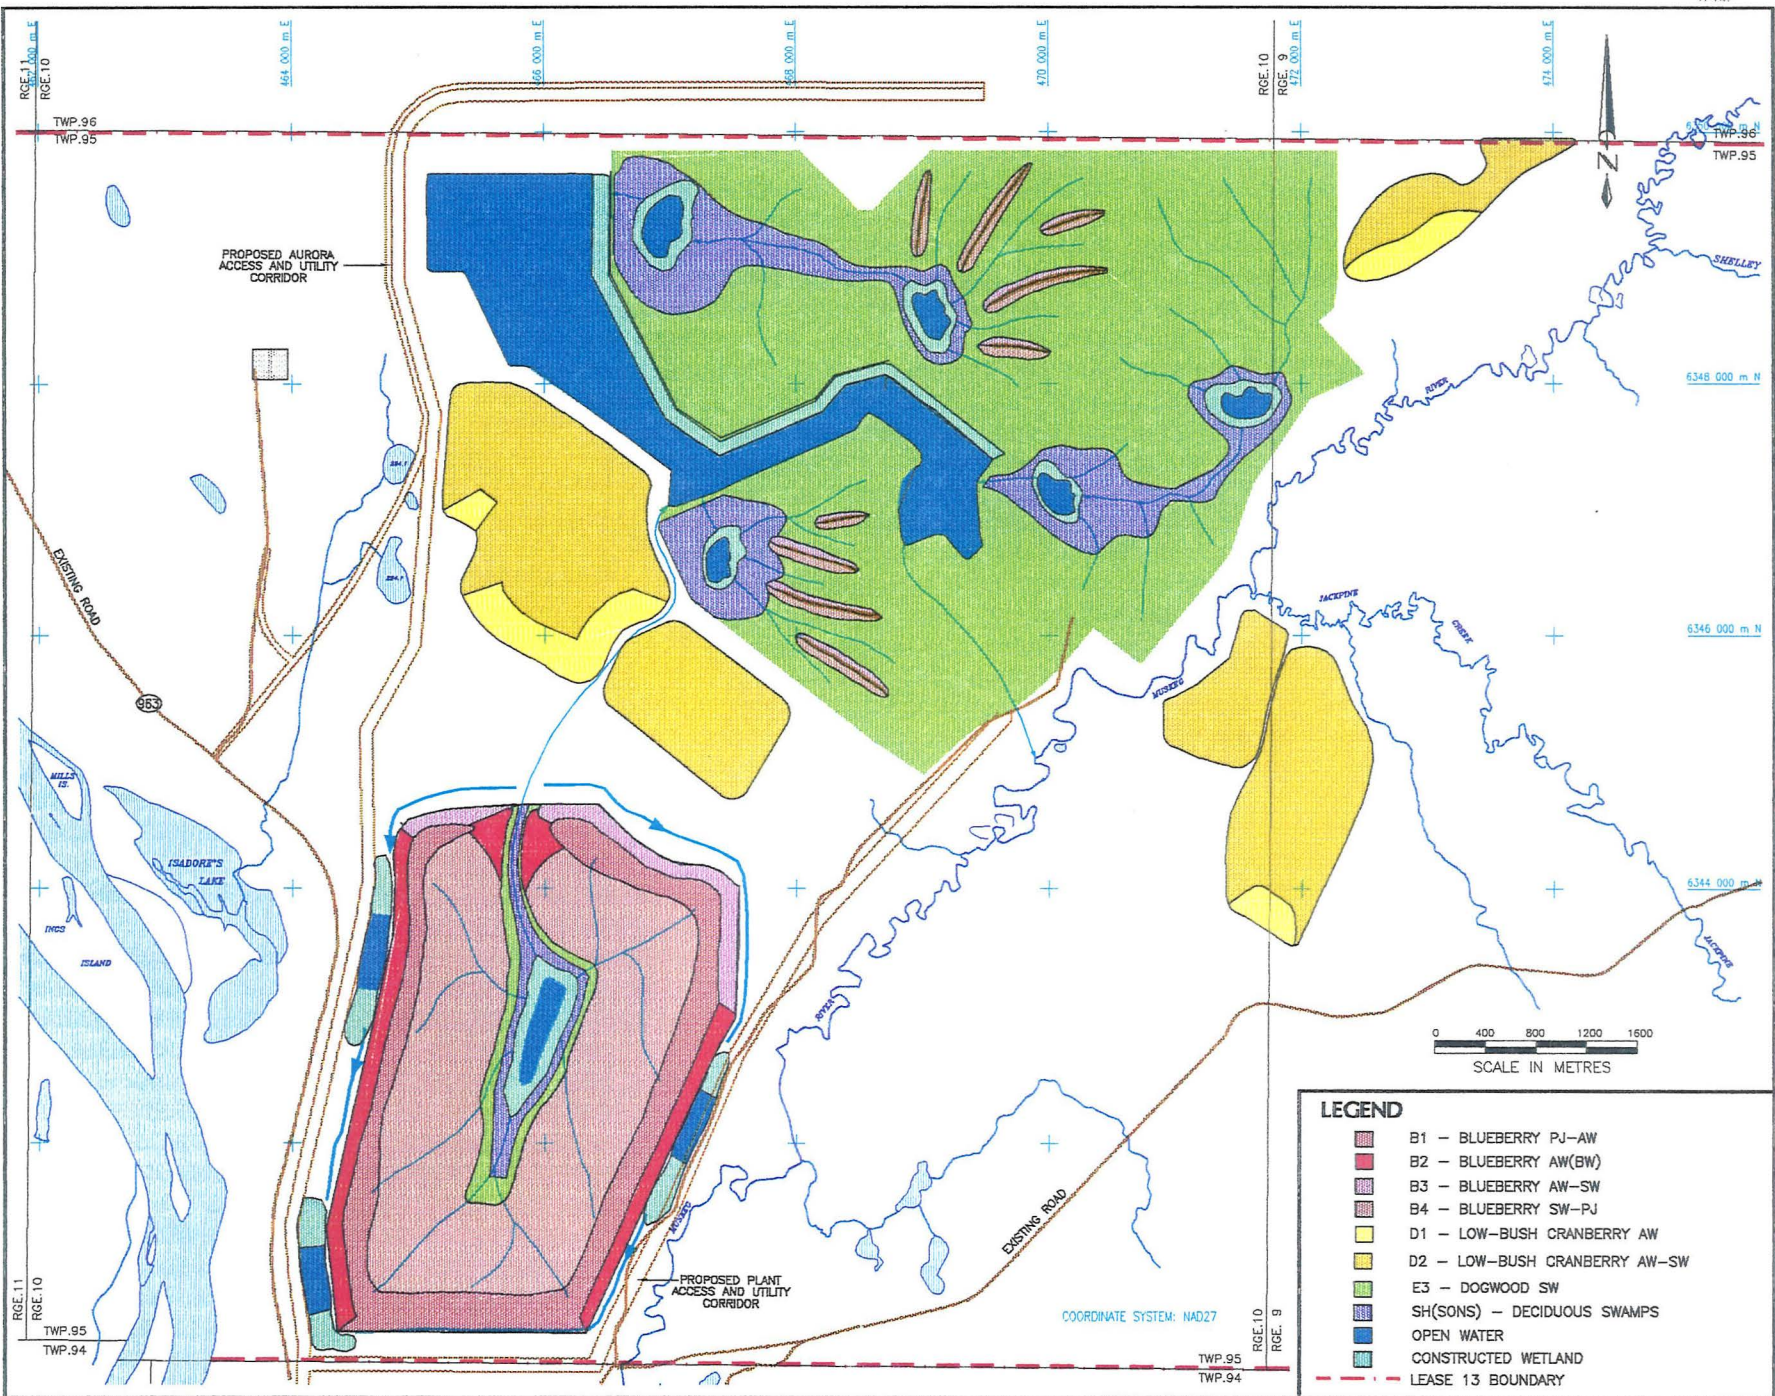 RGE.11
RGE.10
462 000 m E
464 000 m E
466 000 m E
468 000 m E
470 000 m E
RGE.10
RGE. 9
472 000 m E
474 000 m E
TWP.96
TWP.95
TWP.96
TWP.95
N
PROPOSED AURORA
ACCESS AND UTILITY
CORRIDOR
SHELLEY
6348 000 m N
RIVER
EXISTING ROAD
963
JACKPINE
CREEK
6346 000 m N
MUSKEG
MILLS
IS.
ISADORE'S
LAKE
INGS
ISLAND
6344 000 m N
JACKPINE
RIVER
0 400 800 1200 1600
SCALE IN METRES
MUSKEG
EXISTING ROAD
PROPOSED PLANT
ACCESS AND UTILITY
CORRIDOR
COORDINATE SYSTEM: NAD27
RGE.11
RGE.10
TWP.95
TWP.94
RGE.10
RGE. 9
TWP.95
TWP.94
LEGEND
B1 – BLUEBERRY PJ–AW
B2 – BLUEBERRY AW(BW)
B3 – BLUEBERRY AW–SW
B4 – BLUEBERRY SW–PJ
D1 – LOW–BUSH CRANBERRY AW
D2 – LOW–BUSH CRANBERRY AW–SW
E3 – DOGWOOD SW
SH(SONS) – DECIDUOUS SWAMPS
OPEN WATER
CONSTRUCTED WETLAND
LEASE 13 BOUNDARY